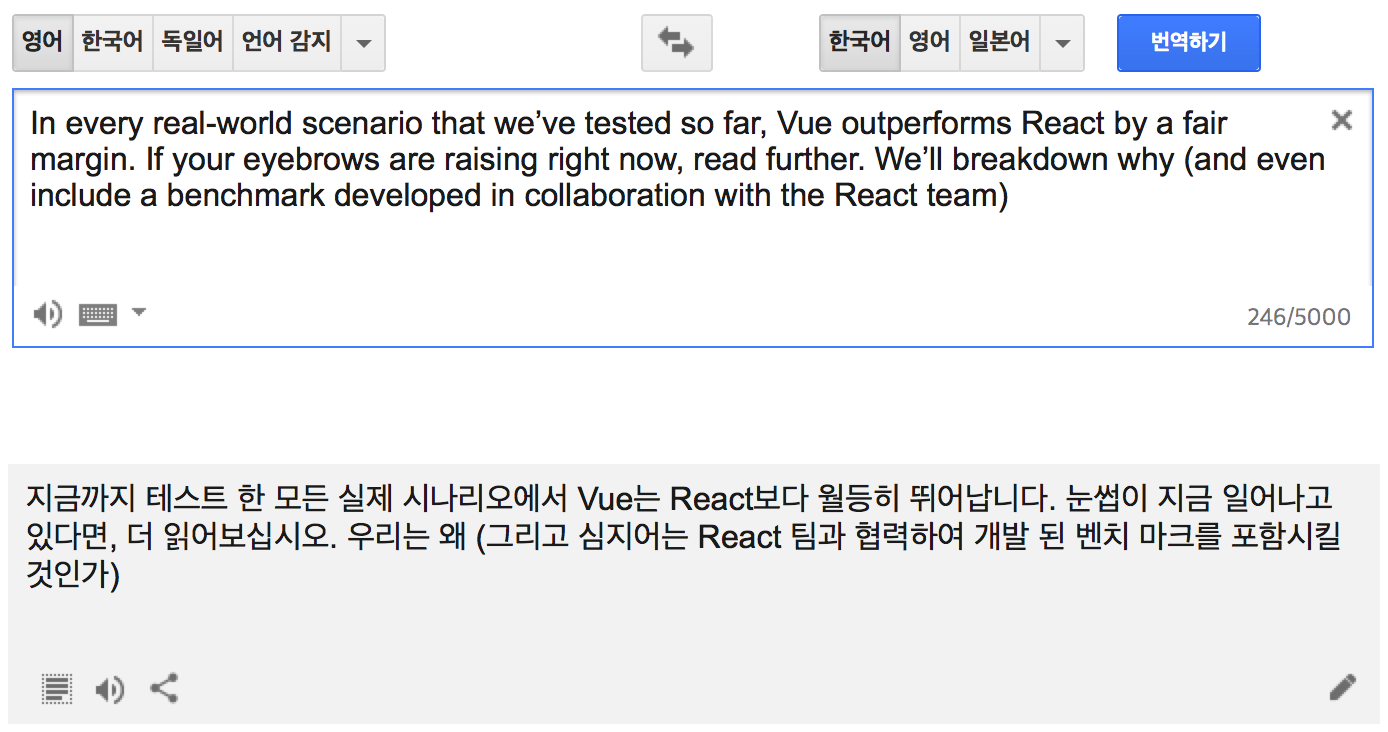 영어 한국어 독일어 언어 감지 한국어 영어 일본어 번역하기
In every real-world scenario that we’ve tested so far, Vue outperforms React by a fair
margin. If your eyebrows are raising right now, read further. We’ll breakdown why (and even
include a benchmark developed in collaboration with the React team)
246/5000
지금까지 테스트 한 모든 실제 시나리오에서 Vue는 React보다 월등히 뛰어납니다. 눈썹이 지금 일어나고
있다면, 더 읽어보십시오. 우리는 왜 (그리고 심지어는 React 팀과 협력하여 개발 된 벤치 마크를 포함시킬
것인가)